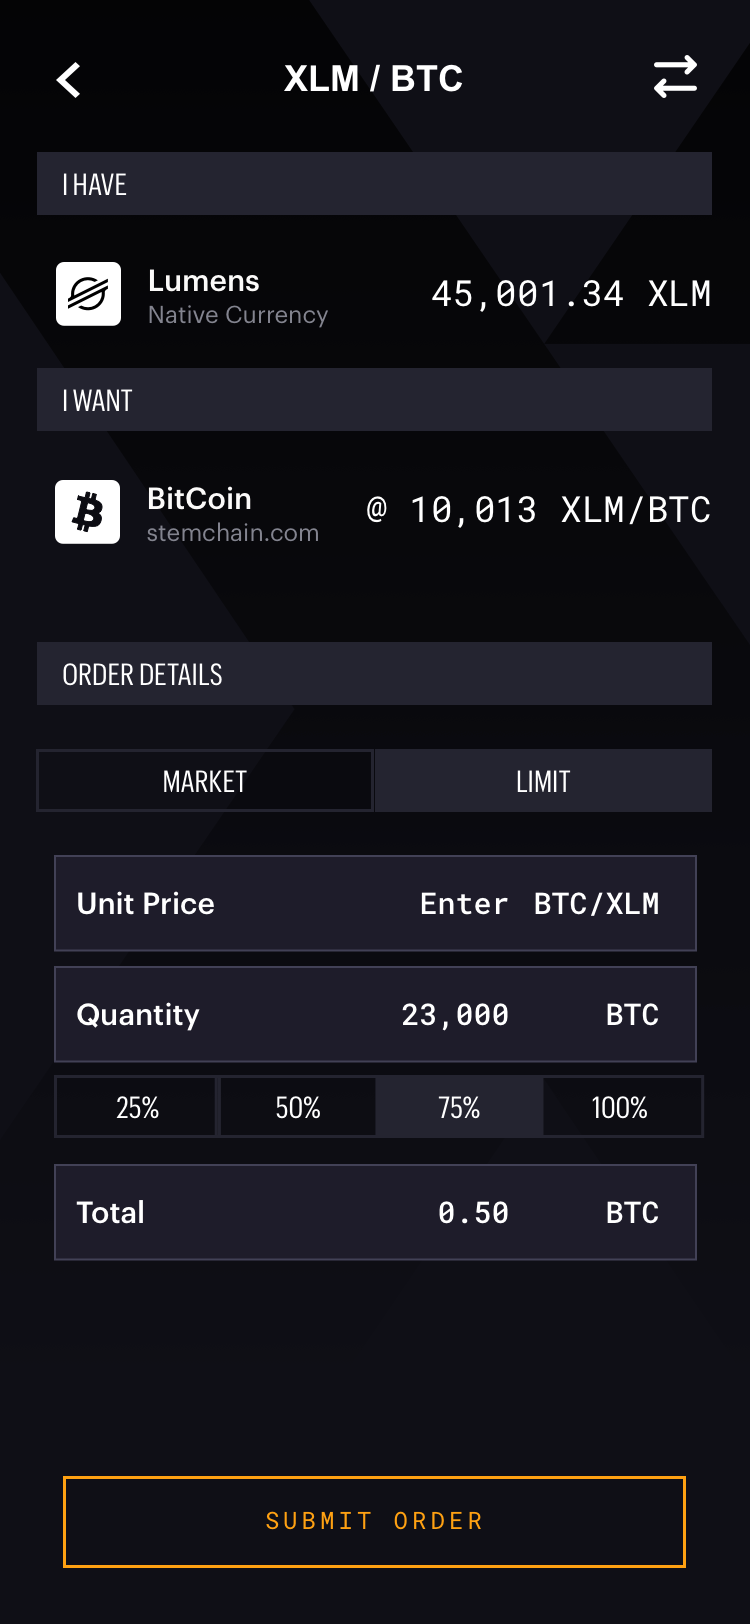 XLM / BTC
I HAVE
Lumens
Native Currency
45,001.34 XLM
I WANT
BitCoin
stemchain.com
@ 10,013 XLM/BTC
ORDER DETAILS
MARKET LIMIT
Unit Price Enter BTC/XLM
Quantity 23,000 BTC
25% 50% 75% 100%
Total 0.50 BTC
SUBMIT ORDER